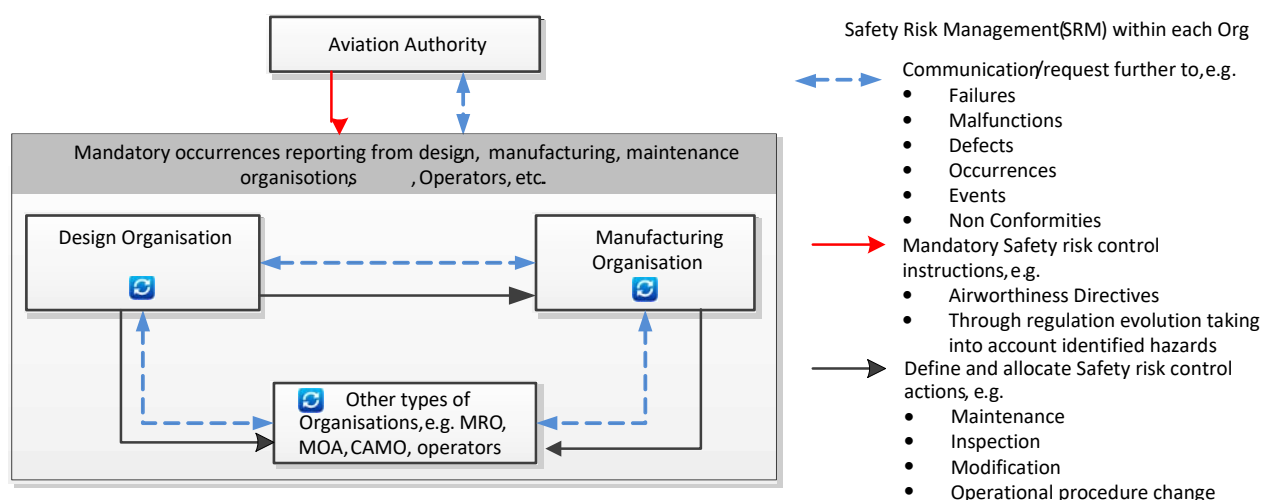 Aviation Authority
Mandatory occurrences reporting from design, manufacturing, maintenance
organisotions, , Operators, etc.
Design Organisation
Manufacturing
Organisation
Other types of
Organisations, e.g. MRO,
MOA, CAMO, operators
Safety Risk Management(SRM) within each Org
Communication/request further to, e.g.
• Failures
• Malfunctions
• Defects
• Occurrences
• Events
• Non Conformities
Mandatory Safety risk control
instructions, e.g.
• Airworthiness Directives
• Through regulation evolution taking
into account identified hazards
Define and allocate Safety risk control
actions, e.g.
• Maintenance
• Inspection
• Modification
• Operational procedure change